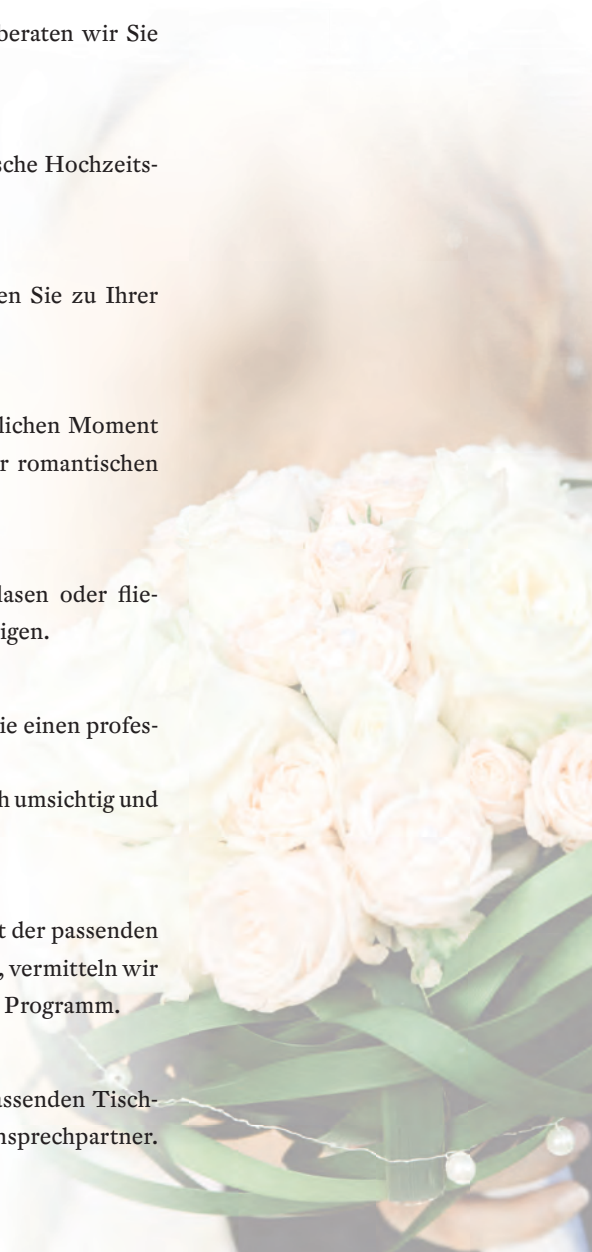 beraten wir Sie
sche Hochzeits-
en Sie zu Ihrer
lichen Moment
r romantischen
lasen oder flie-
igen.
ie einen profes-
h umsichtig und
t der passenden
, vermitteln wir
Programm.
assenden Tisch-
nsprechpartner.